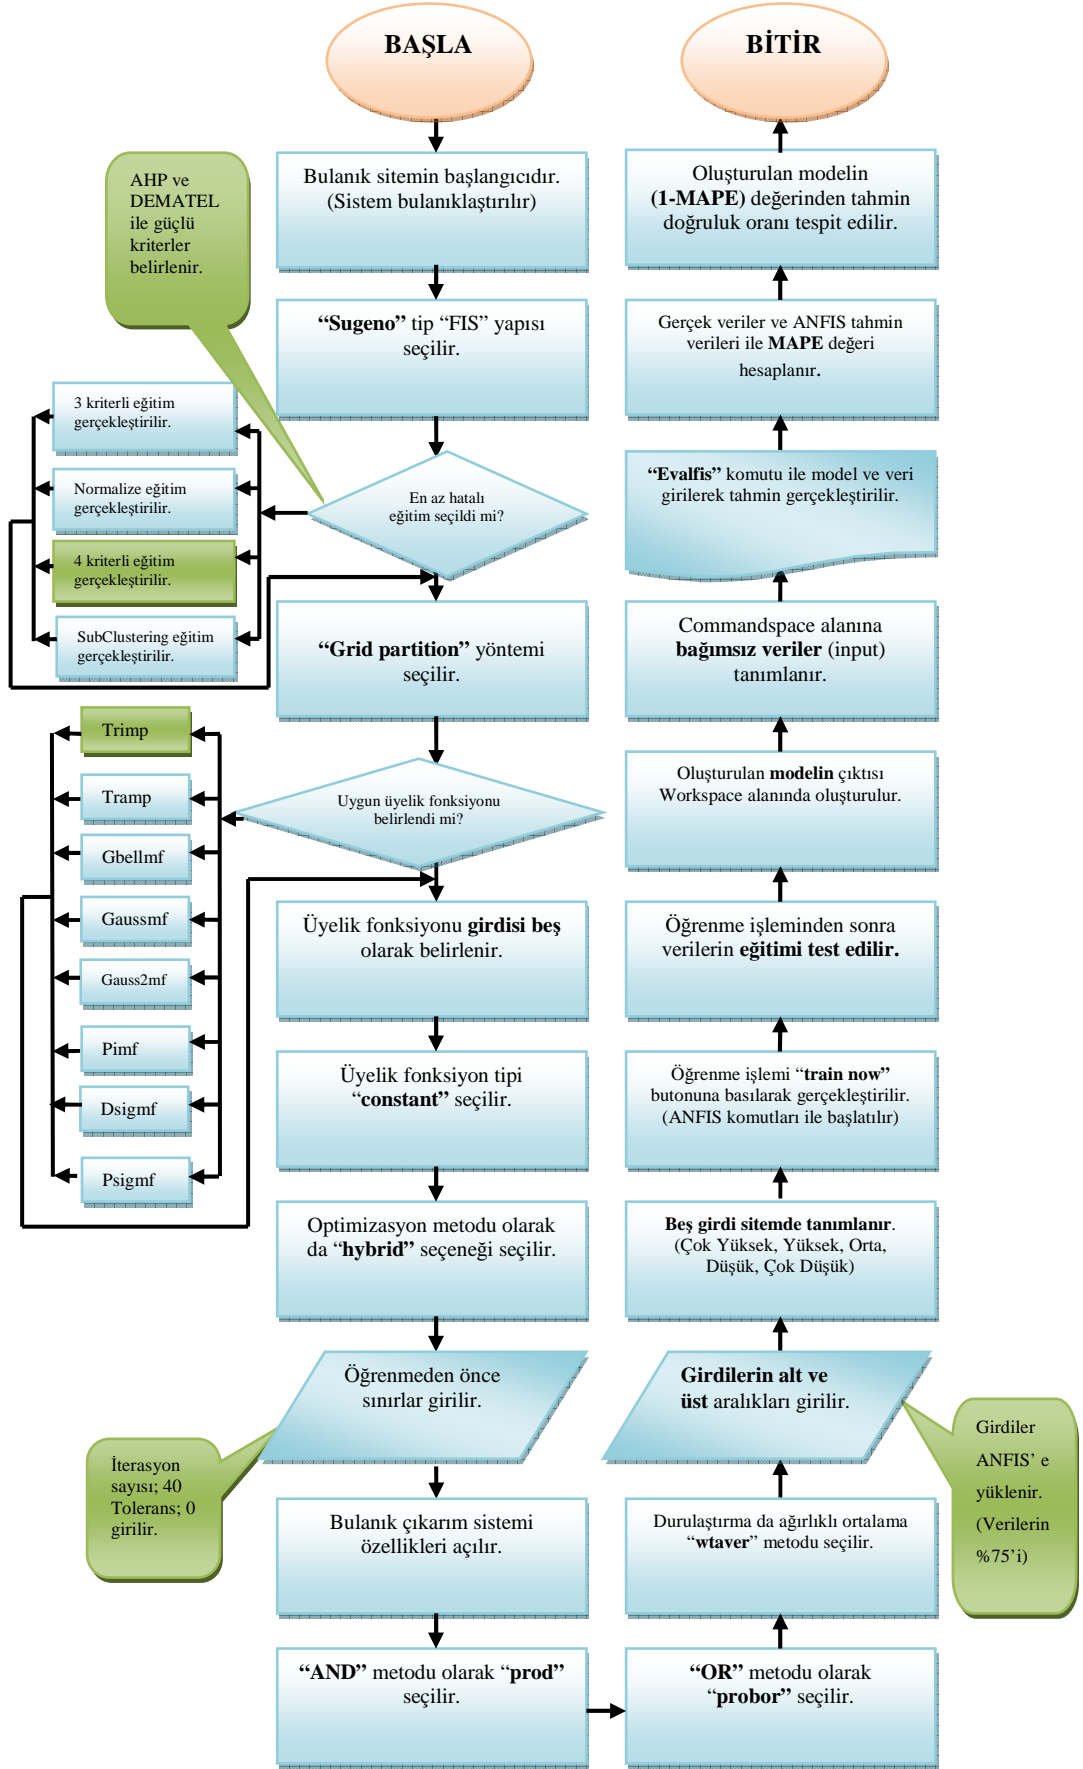 BAŞLA
Bulanık sitemin başlangıcıdır.
(Sistem bulanıklaştırılır)
AHP ve
DEMATEL
ile güçlü
kriterler
belirlenir.
“Sugeno” tip “FIS” yapısı
seçilir.
En az hatalı
eğitim seçildi mi?
3 kriterli eğitim
gerçekleştirilir.
Normalize eğitim
gerçekleştirilir.
4 kriterli eğitim
gerçekleştirilir.
SubClustering eğitim
gerçekleştirilir.
“Grid partition” yöntemi
seçilir.
Uygun üyelik fonksiyonu
belirlendi mi?
Trimp
Tramp
Gbellmf
Gaussmf
Gauss2mf
Pimf
Dsigmf
Psigmf
Üyelik fonksiyonu girdisi beş
olarak belirlenir.
Üyelik fonksiyon tipi
“constant” seçilir.
Optimizasyon metodu olarak
da “hybrid” seçeneği seçilir.
Öğrenmeden önce
sınırlar girilir.
İterasyon
sayısı; 40
Tolerans; 0
girilir.
Bulanık çıkarım sistemi
özellikleri açılır.
“AND” metodu olarak “prod”
seçilir.
“OR” metodu olarak
“probor” seçilir.
Durulaştırma da ağırlıklı ortalama
“wtaver” metodu seçilir.
Girdilerin alt ve
üst aralıkları girilir.
Girdiler
ANFIS’ e
yüklenir.
(Verilerin
%75’i)
Beş girdi sitemde tanımlanır.
(Çok Yüksek, Yüksek, Orta,
Düşük, Çok Düşük)
Öğrenme işlemi “train now”
butonuna basılarak gerçekleştirilir.
(ANFIS komutları ile başlatılır)
Öğrenme işleminden sonra
verilerin eğitimi test edilir.
Oluşturulan modelin çıktısı
Workspace alanında oluşturulur.
Commandspace alanına
bağımsız veriler (input)
tanımlanır.
“Evalfis” komutu ile model ve veri
girilerek tahmin gerçekleştirilir.
Gerçek veriler ve ANFIS tahmin
verileri ile MAPE değeri
hesaplanır.
Oluşturulan modelin
(1-MAPE) değerinden tahmin
doğruluk oranı tespit edilir.
BİTİR